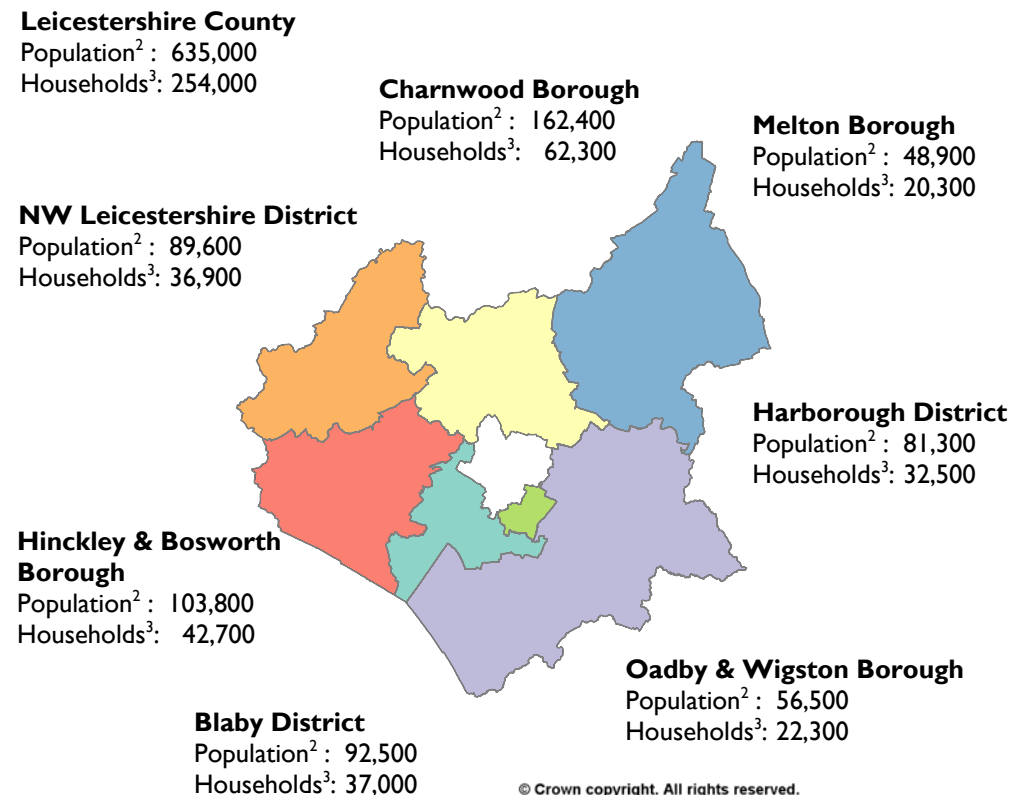 Leicestershire County
Population² : 635,000
Households³: 254,000
Charnwood Borough
Population² : 162,400
Households³: 62,300
Melton Borough
Population² : 48,900
Households³: 20,300
NW Leicestershire District
Population² : 89,600
Households³: 36,900
Harborough District
Population² : 81,300
Households³: 32,500
Hinckley & Bosworth
Borough
Population² : 103,800
Households³: 42,700
Oadby & Wigston Borough
Population² : 56,500
Households³: 22,300
Blaby District
Population² : 92,500
Households³: 37,000
© Crown copyright. All rights reserved.